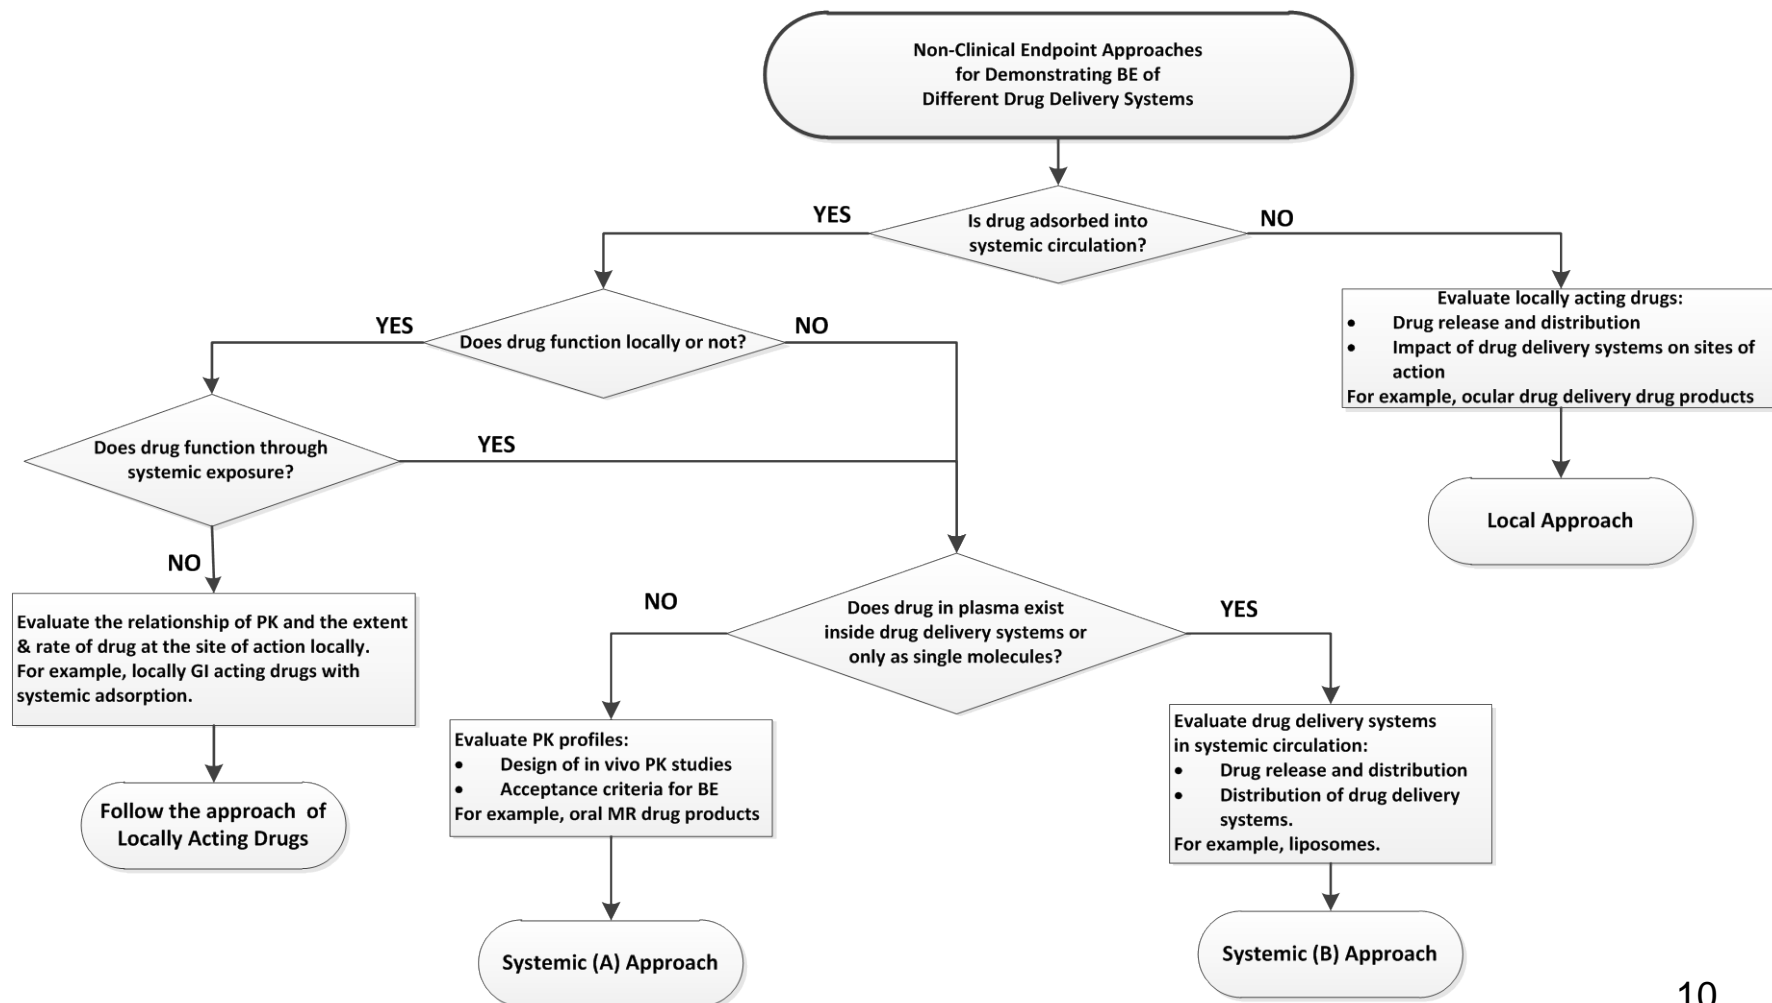 Non-Clinical Endpoint Approaches
for Demonstrating BE of
Different Drug Delivery Systems
YES
Is drug adsorbed into
systemic circulation?
NO
YES
Does drug function locally or not?
NO
Evaluate locally acting drugs:
• Drug release and distribution
• Impact of drug delivery systems on sites of
action
For example, ocular drug delivery drug products
Does drug function through
systemic exposure?
YES
Local Approach
NO
Evaluate the relationship of PK and the extent
& rate of drug at the site of action locally.
For example, locally GI acting drugs with
systemic adsorption.
NO
Does drug in plasma exist
inside drug delivery systems or
only as single molecules?
YES
Evaluate PK profiles:
• Design of in vivo PK studies
• Acceptance criteria for BE
For example, oral MR drug products
Evaluate drug delivery systems
in systemic circulation:
• Drug release and distribution
• Distribution of drug delivery
systems.
For example, liposomes.
Follow the approach of
Locally Acting Drugs
Systemic (A) Approach
Systemic (B) Approach
10